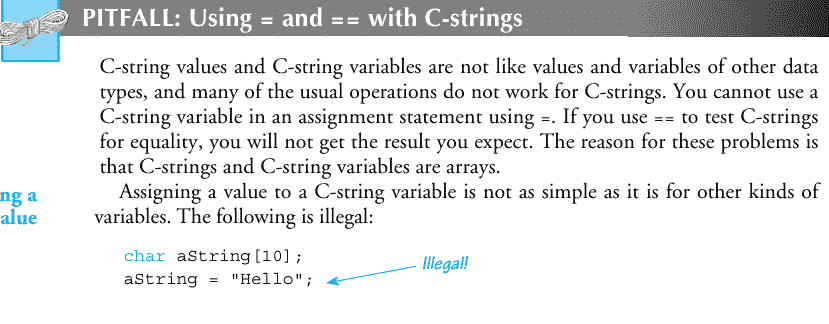 PITFALL: Using = and == with C-strings
C-string values and C-string variables are not like values and variables of other data
types, and many of the usual operations do not work for C-strings. You cannot use a
C-string variable in an assignment statement using =. If you use == to test C-strings
for equality, you will not get the result you expect. The reason for these problems is
that C-strings and C-string variables are arrays.
ng a
alue
Assigning a value to a C-string variable is not as simple as it is for other kinds of
variables. The following is illegal:
char aString[10];
aString = "Hello";
Illegal!